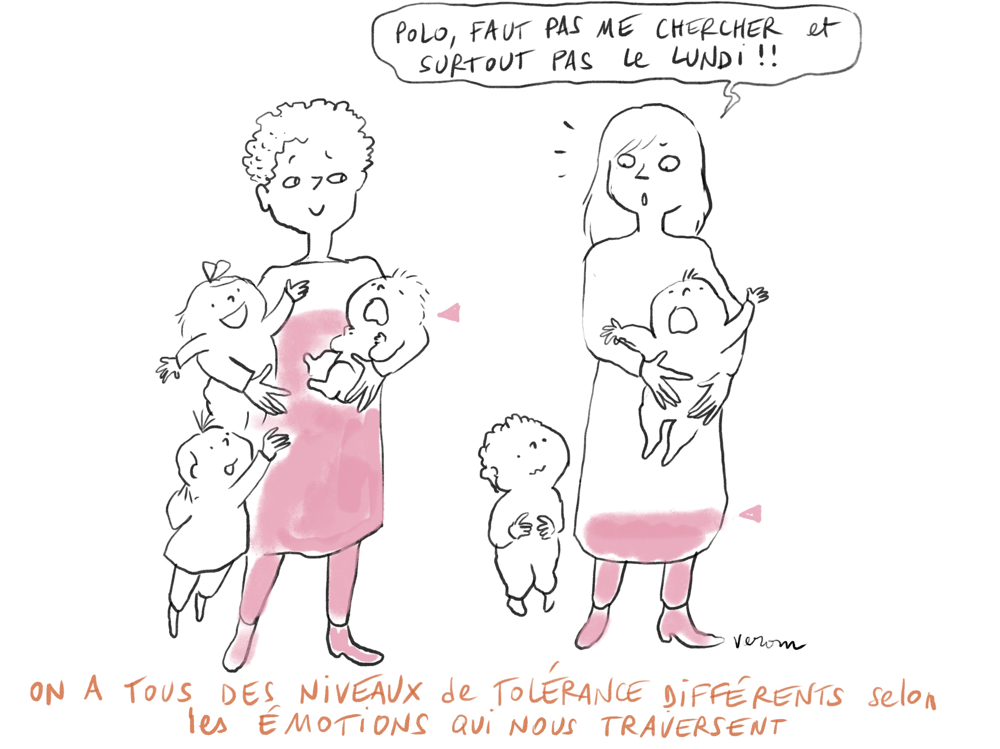 POLO, FAUT PAS ME CHERCHER et
SURTOUT PAS le LUNDI !!
verom
ON A TOUS DES NIVEAUX de TOLÉRANCE DIFFÉRENTS selon
les ÉMOTIONS QUI NOUS TRAVERSENT